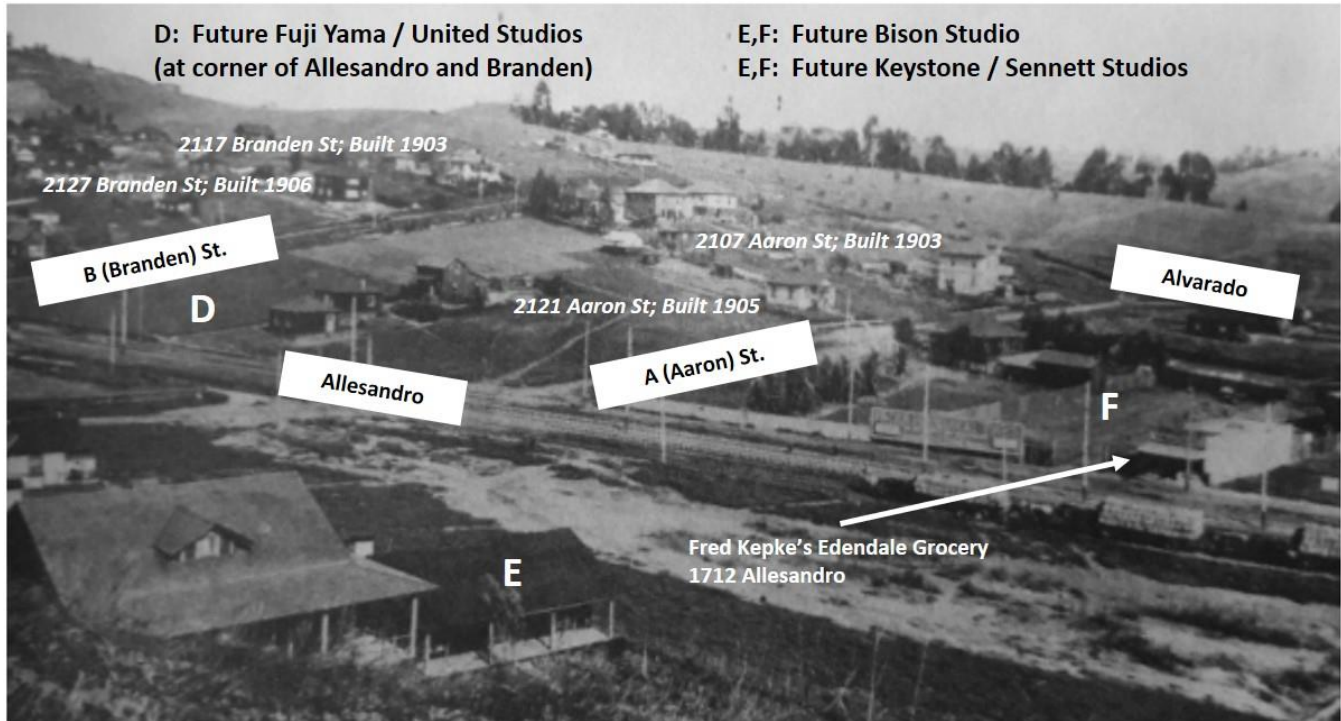 D: Future Fuji Yama / United Studios
(at corner of Allesandro and Branden)
E,F: Future Bison Studio
E,F: Future Keystone / Sennett Studios
2117 Branden St; Built 1903
2127 Branden St; Built 1906
B (Branden) St.
D
2107 Aaron St; Built 1903
Alvarado
2121 Aaron St; Built 1905
A (Aaron) St.
Allesandro
F
Fred Kepke's Edendale Grocery
1712 Allesandro
E